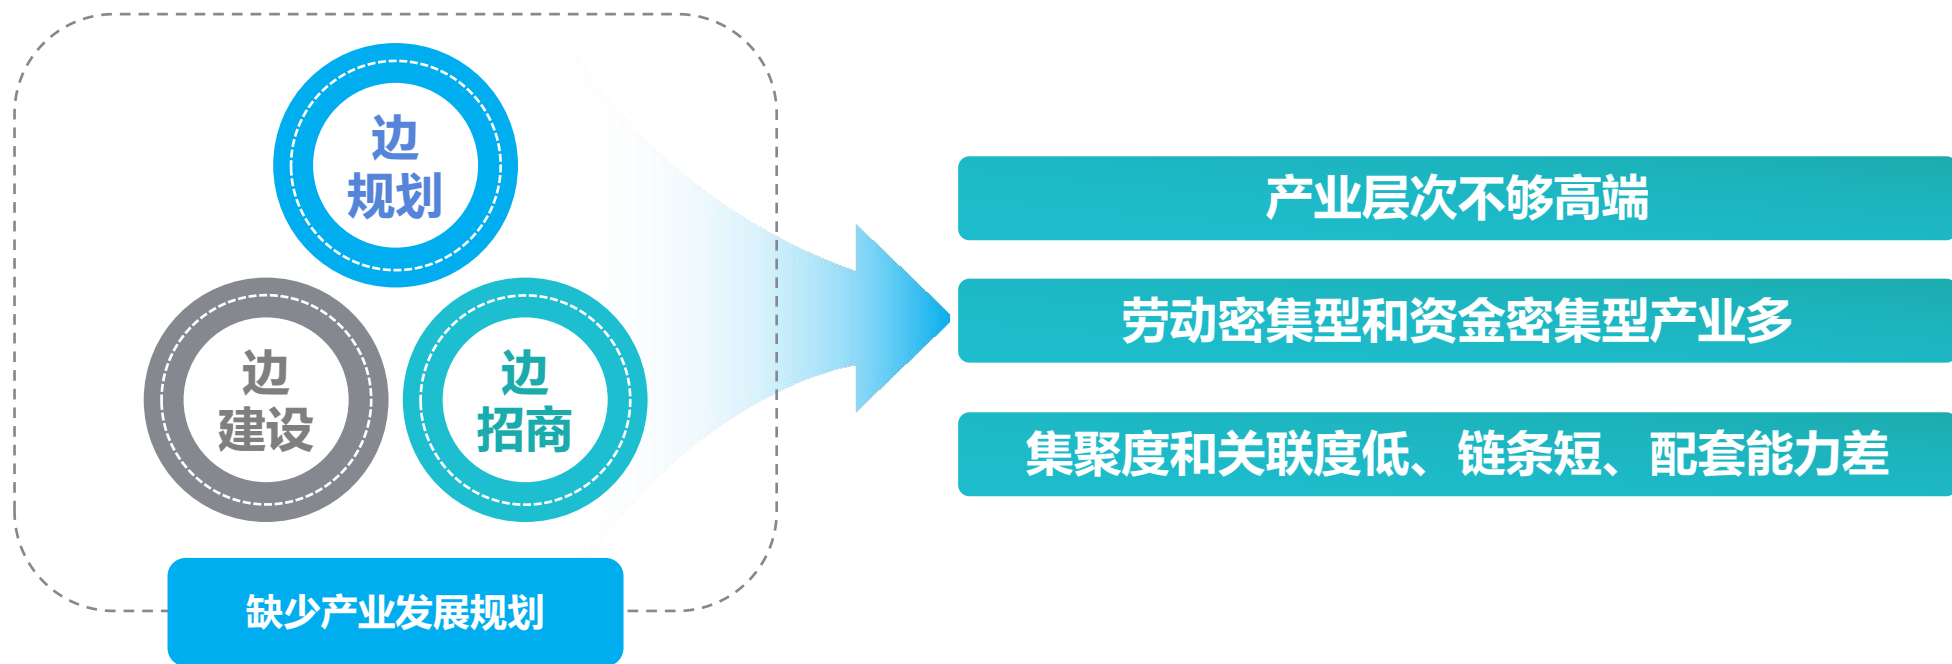 边
规划
边
建设
边
招商
缺少产业发展规划
产业层次不够高端
劳动密集型和资金密集型产业多
集聚度和关联度低、链条短、配套能力差